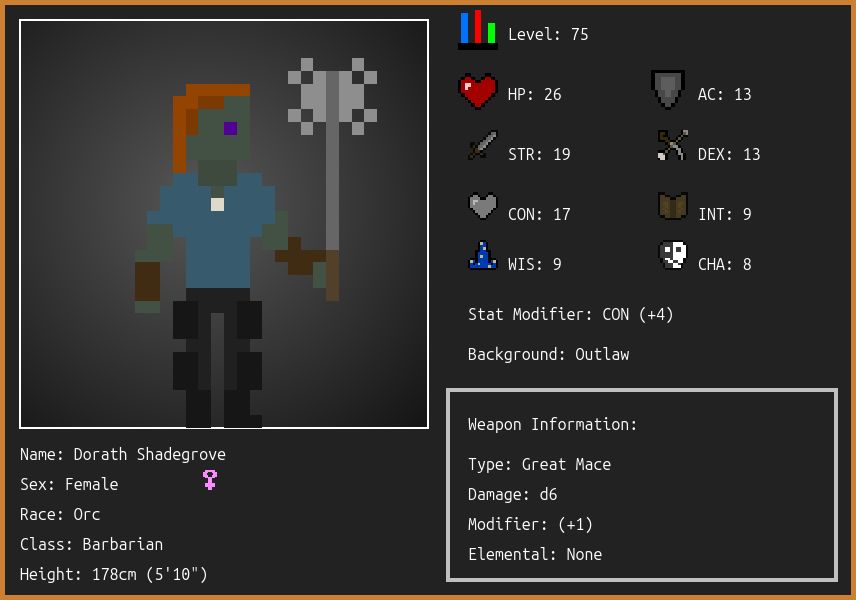 Level: 75
HP: 26
AC: 13
STR: 19
DEX: 13
CON: 17
INT: 9
WIS: 9
CHA: 8
Stat Modifier: CON (+4)
Background: Outlaw
Weapon Information:
Type: Great Mace
Damage: d6
Modifier: (+1)
Elemental: None
Name: Dorath Shadegrove
Sex: Female
Race: Orc
Class: Barbarian
Height: 178cm (5'10")